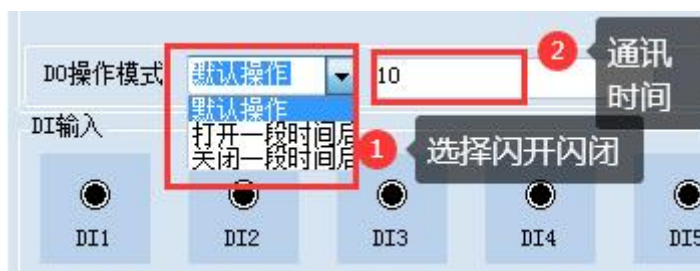 DO操作模式
默认操作
10
2
通讯
时间
默认操作
打开一段时间后
关闭一段时间后
DI输入
1
选择闪开闪闭
DI1
DI2
DI3
DI4
DI5